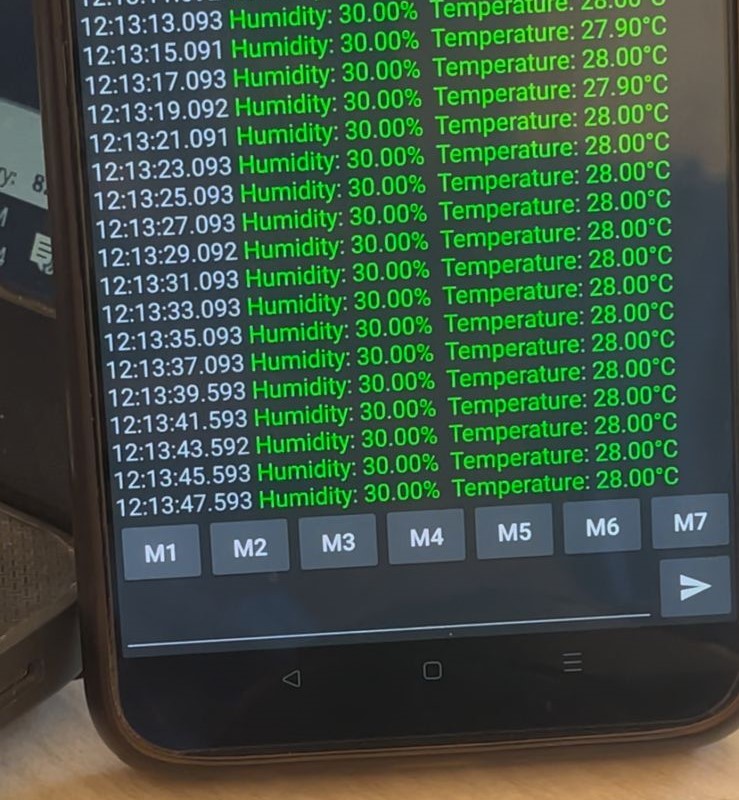 12:13:13.093 Humidity: 30.00% Temperature: 28.00°C
12:13:15.091 Humidity: 30.00% Temperature: 27.90°C
12:13:17.093 Humidity: 30.00% Temperature: 28.00°C
12:13:19.092 Humidity: 30.00% Temperature: 27.90°C
12:13:21.091 Humidity: 30.00% Temperature: 28.00°C
12:13:23.093 Humidity: 30.00% Temperature: 28.00°C
12:13:25.093 Humidity: 30.00% Temperature: 28.00°C
12:13:27.093 Humidity: 30.00% Temperature: 28.00°C
12:13:29.092 Humidity: 30.00% Temperature: 28.00°C
12:13:31.093 Humidity: 30.00% Temperature: 28.00°C
12:13:33.093 Humidity: 30.00% Temperature: 28.00°C
12:13:35.093 Humidity: 30.00% Temperature: 28.00°C
12:13:37.093 Humidity: 30.00% Temperature: 28.00°C
12:13:39.593 Humidity: 30.00% Temperature: 28.00°C
12:13:41.593 Humidity: 30.00% Temperature: 28.00°C
12:13:43.592 Humidity: 30.00% Temperature: 28.00°C
12:13:45.593 Humidity: 30.00% Temperature: 28.00°C
12:13:47.593 Humidity: 30.00% Temperature: 28.00°C
M1 M2 M3 M4 M5 M6 M7